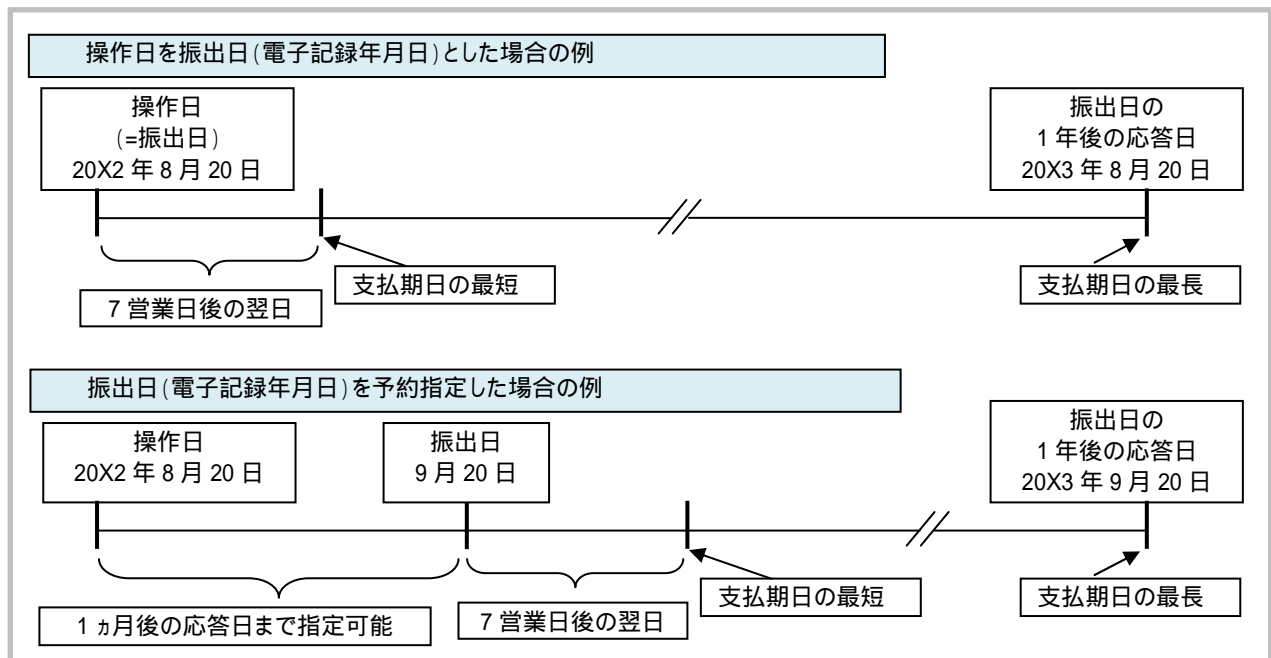 操作日を振出日(電子記録年月日)とした場合の例
操作日
(=振出日)
20X2 年 8 月 20 日
振出日の
1 年後の応答日
20X3 年 8 月 20 日
支払期日の最短
支払期日の最長
7 営業日後の翌日
振出日(電子記録年月日)を予約指定した場合の例
操作日
20X2 年 8 月 20 日
振出日
9 月 20 日
振出日の
1 年後の応答日
20X3 年 9 月 20 日
支払期日の最短
支払期日の最長
1 ヵ月後の応答日まで指定可能
7 営業日後の翌日